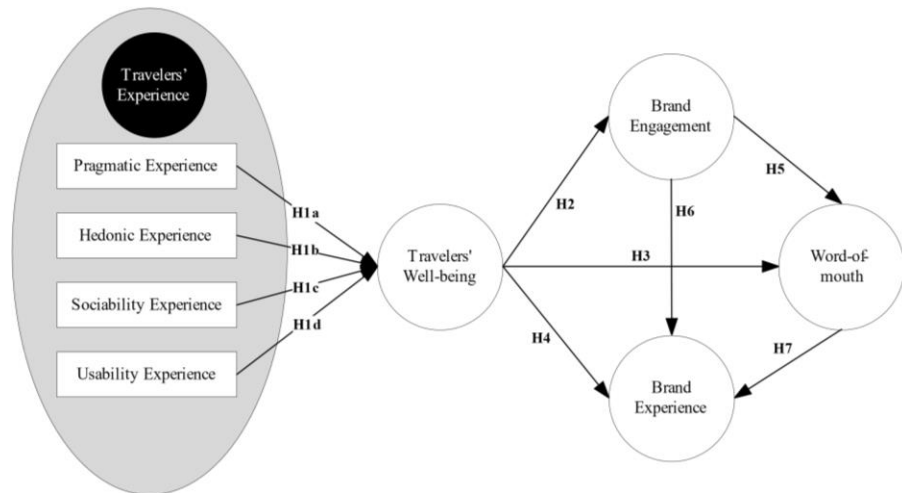 Travelers'
Experience
Pragmatic Experience
Hedonic Experience
Sociability Experience
Usability Experience
H1a
H1b
H1c
H1d
Travelers'
Well-being
H2
H3
H4
Brand
Engagement
H5
H6
Word-of-
mouth
H7
Brand
Experience